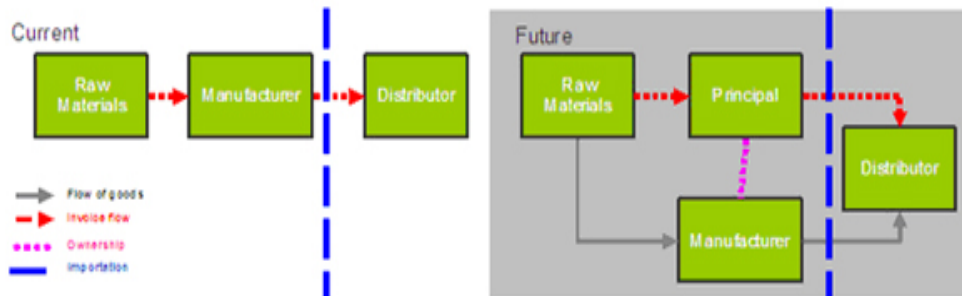 Current
Raw
Materials
Manufacturer
Distributor
Flow of goods
Invoice flow
Ownership
Importation
Future
Raw
Materials
Principal
Distributor
Manufacturer